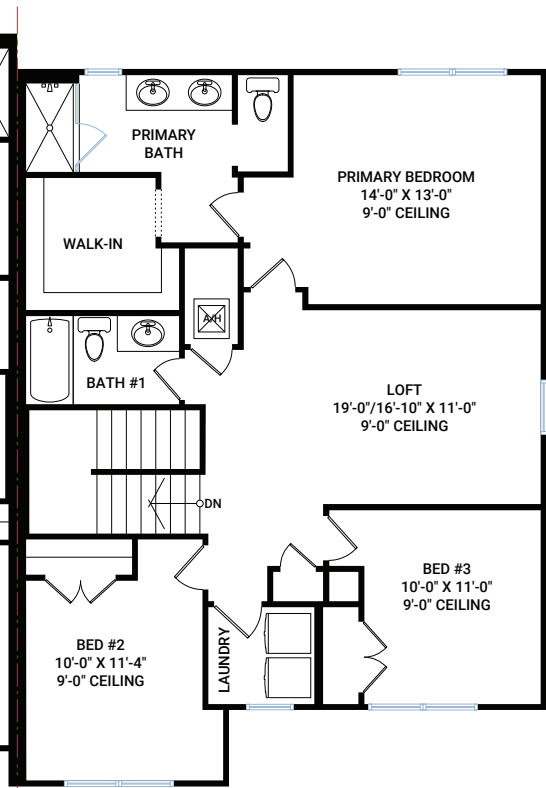 PRIMARY
BATH
PRIMARY BEDROOM
14'-0" X 13'-0"
9'-0" CEILING
WALK-IN
A/H
BATH #1
LOFT
19'-0"/16'-10" X 11'-0"
9'-0" CEILING
DN
BED #3
10'-0" X 11'-0"
9'-0" CEILING
LAUNDRY
BED #2
10'-0" X 11'-4"
9'-0" CEILING